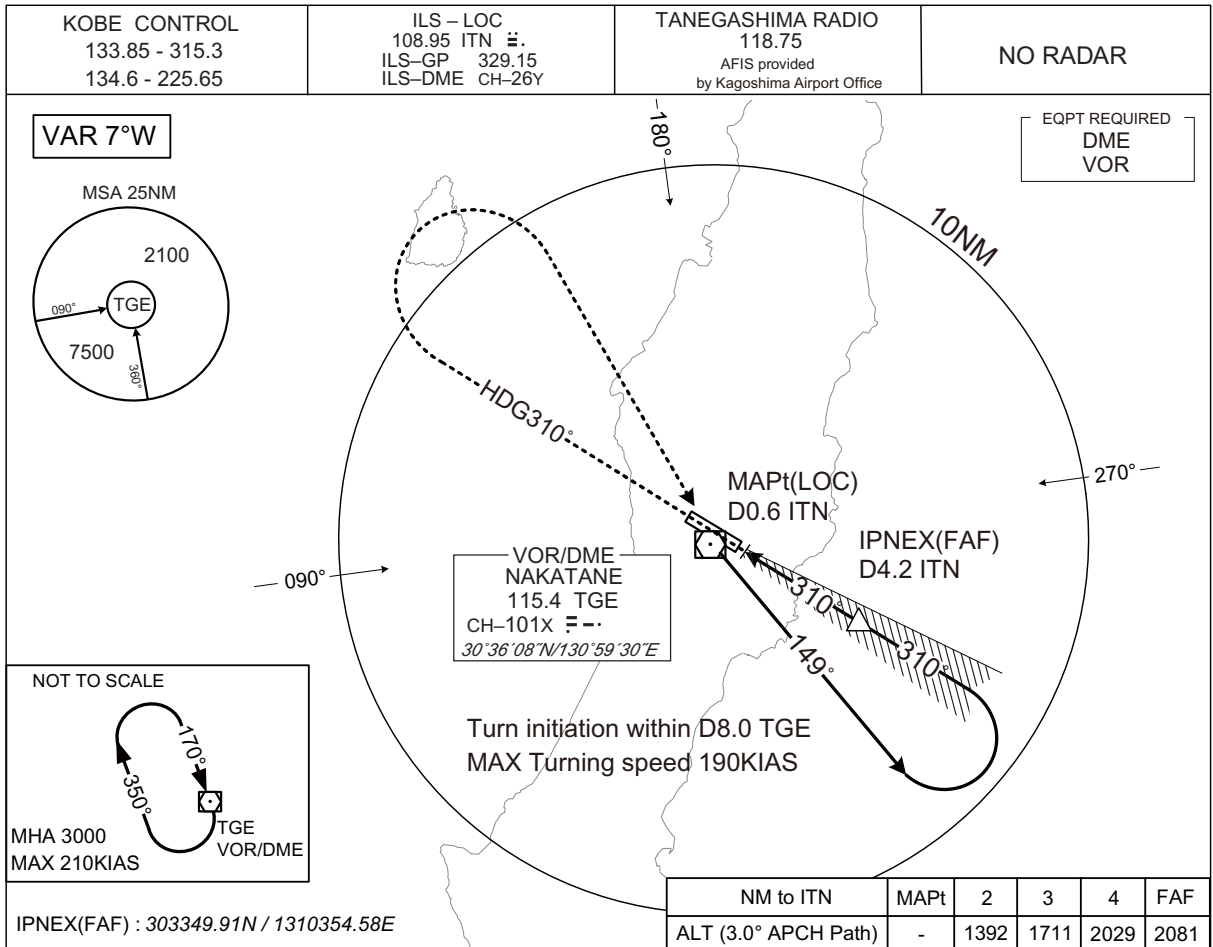 KOBE CONTROL
133.85 - 315.3
134.6 - 225.65
ILS – LOC
108.95 ITN
ILS–GP 329.15
ILS–DME CH–26Y
TANEGASHIMA RADIO
118.75
AFIS provided
by Kagoshima Airport Office
NO RADAR
VAR 7°W
MSA 25NM
2100
TGE
090°
7500
360°
180°
EQPT REQUIRED
DME
VOR
10NM
HDG310°
270°
MAPt(LOC)
D0.6 ITN
IPNEX(FAF)
D4.2 ITN
090°
VOR/DME
NAKATANE
115.4 TGE
CH–101X
30°36'08"N/130°59'30"E
310°
310°
149°
Turn initiation within D8.0 TGE
MAX Turning speed 190KIAS
NOT TO SCALE
170°
350°
TGE
VOR/DME
MHA 3000
MAX 210KIAS
IPNEX(FAF) : 303349.91N / 1310354.58E
NM to ITN MAPt 2 3 4 FAF
ALT (3.0° APCH Path) - 1392 1711 2029 2081